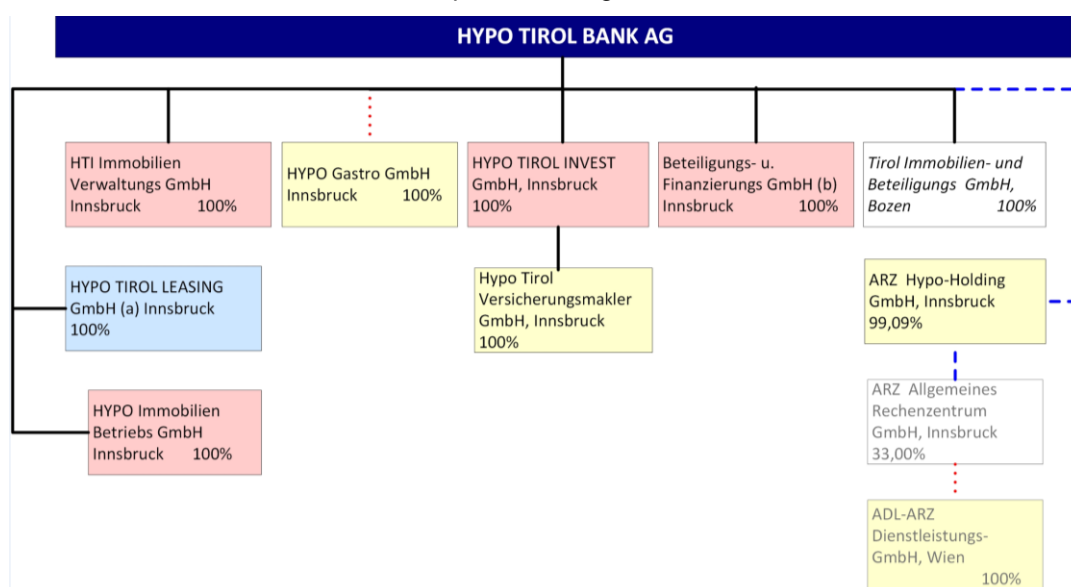 HYPO TIROL BANK AG
HTI Immobilien
Verwaltungs GmbH
Innsbruck 100%
HYPO Gastro GmbH
Innsbruck 100%
HYPO TIROL INVEST
GmbH, Innsbruck
100%
Beteiligungs- u.
Finanzierungs GmbH (b)
Innsbruck 100%
Tirol Immobilien- und
Beteiligungs GmbH,
Bozen 100%
HYPO TIROL LEASING
GmbH (a) Innsbruck
100%
Hypo Tirol
Versicherungsmakler
GmbH, Innsbruck
100%
ARZ Hypo-Holding
GmbH, Innsbruck
99,09%
HYPO Immobilien
Betriebs GmbH
Innsbruck 100%
ARZ Allgemeines
Rechenzentrum
GmbH, Innsbruck
33,00%
ADL-ARZ
Dienstleistungs-
GmbH, Wien
100%